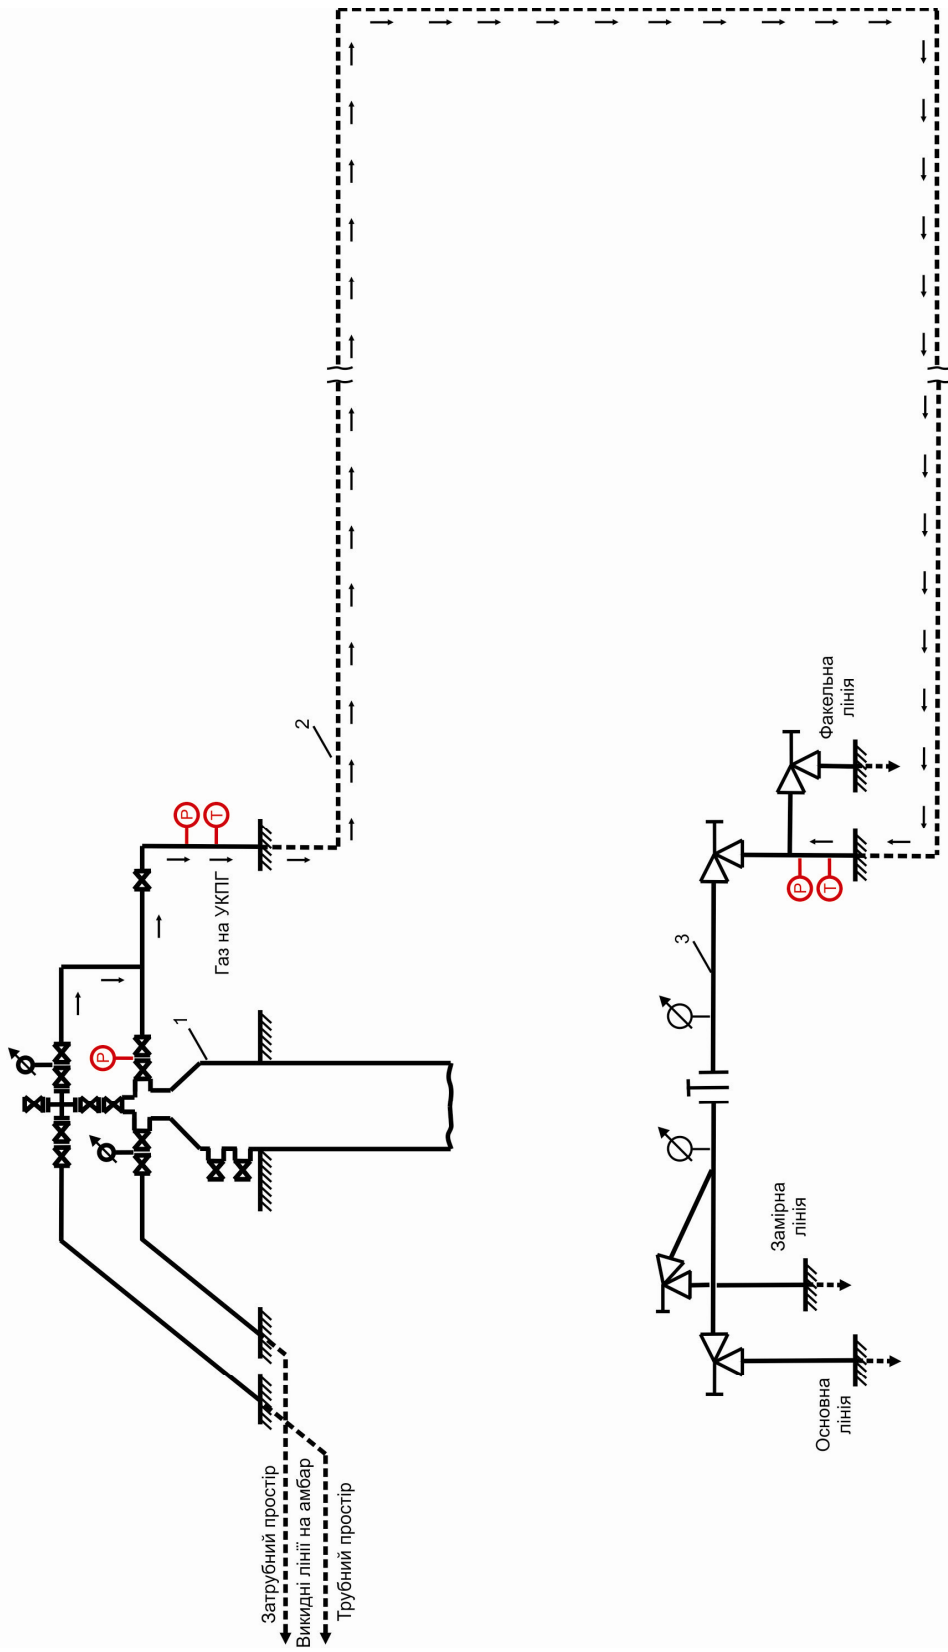 P
1
P
T
Газ на УКПГ
2
Затрубний простір
Викидні лінії на амбар
Трубний простір
Основна
лінія
Замірна
лінія
3
P
T
Факельна
лінія